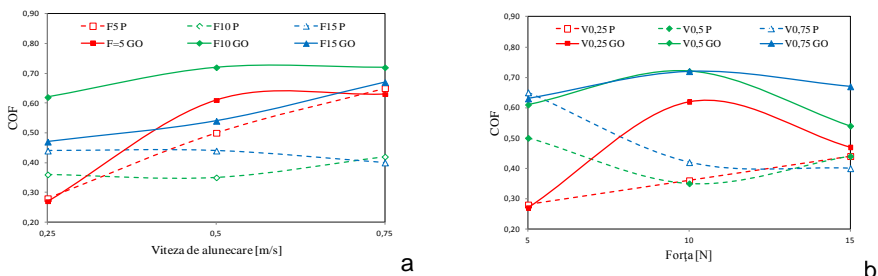 0,90
0,80
0,70
0,60
0,50
0,40
0,30
0,20
COF
F5 P
F10 P
F15 P
F=5 GO
F10 GO
F15 GO
0,25
0,5
0,75
Viteza de alunecare [m/s]
a
0,90
0,80
0,70
0,60
0,50
0,40
0,30
0,20
COF
V0,25 P
V0,5 P
V0,75 P
V0,25 GO
V0,5 GO
V0,75 GO
5
10
15
Forța [N]
b